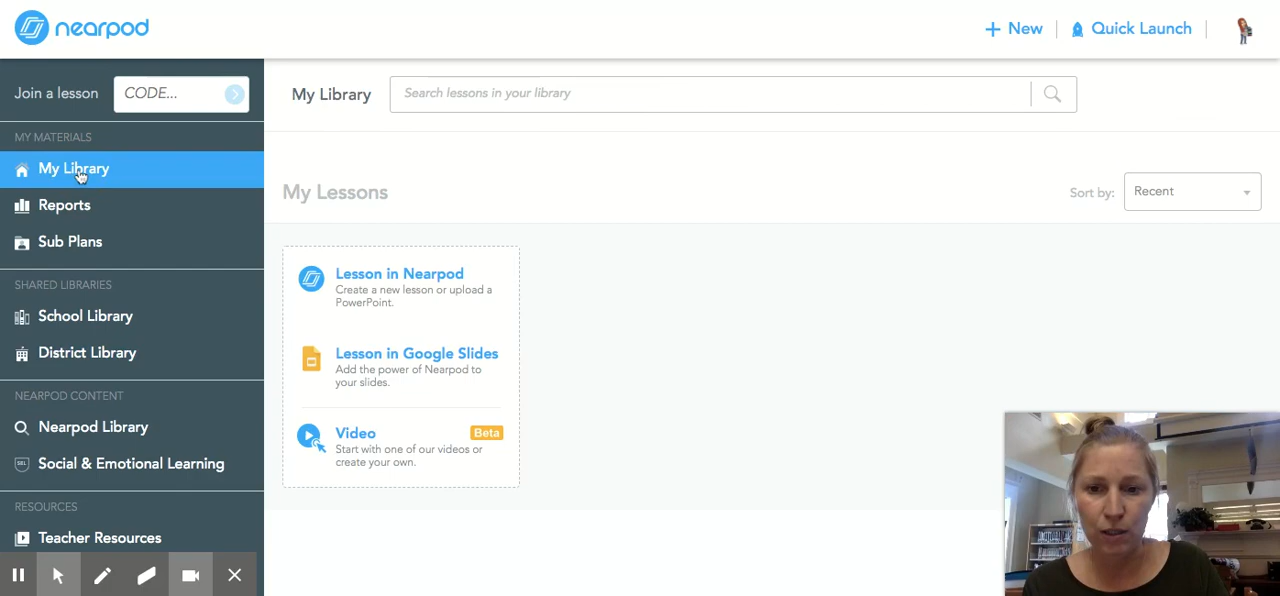 nearpod
+ New
Quick Launch
Join a lesson
CODE...
My Library
Search lessons in your library
MY MATERIALS
My Library
Reports
Sub Plans
SHARED LIBRARIES
School Library
District Library
NEARPOD CONTENT
Nearpod Library
SEL
Social & Emotional Learning
RESOURCES
Teacher Resources
My Lessons
Sort by:
Recent
Lesson in Nearpod
Create a new lesson or upload a
PowerPoint.
Lesson in Google Slides
Add the power of Nearpod to
your slides.
Video
Beta
Start with one of our videos or
create your own.